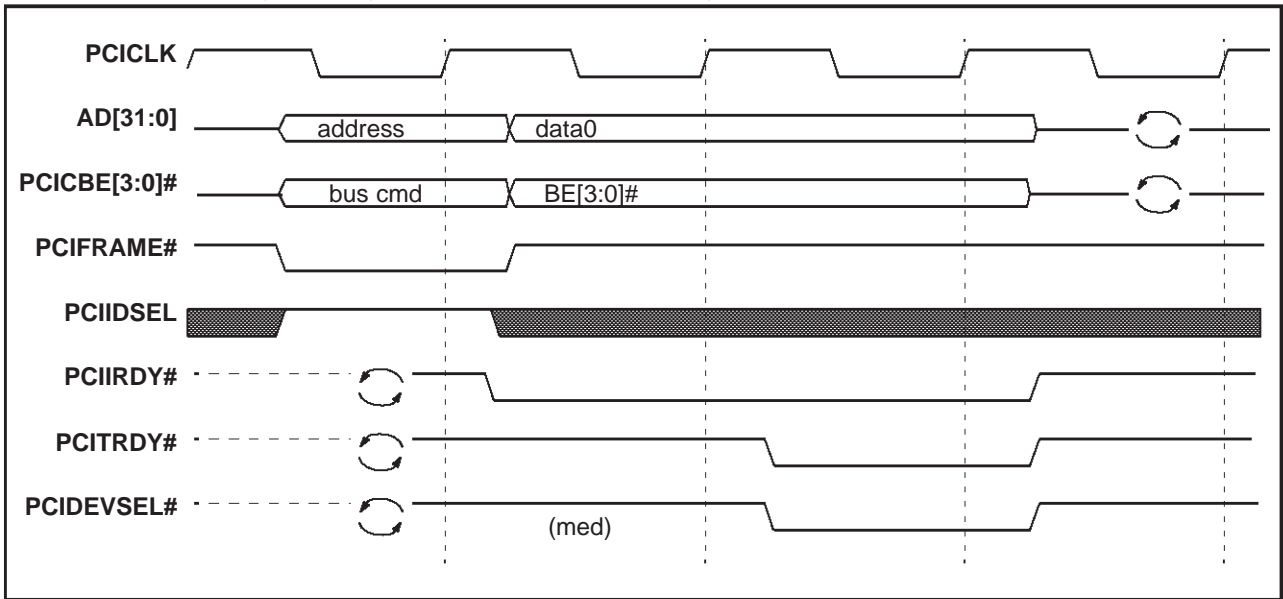 PCICLK
AD[31:0]
address
data0
PCICBE[3:0]#
bus cmd
BE[3:0]#
PCIFRAME#
PCIIDSEL
PCIIRDY#
PCITRDY#
PCIDEVSEL#
(med)